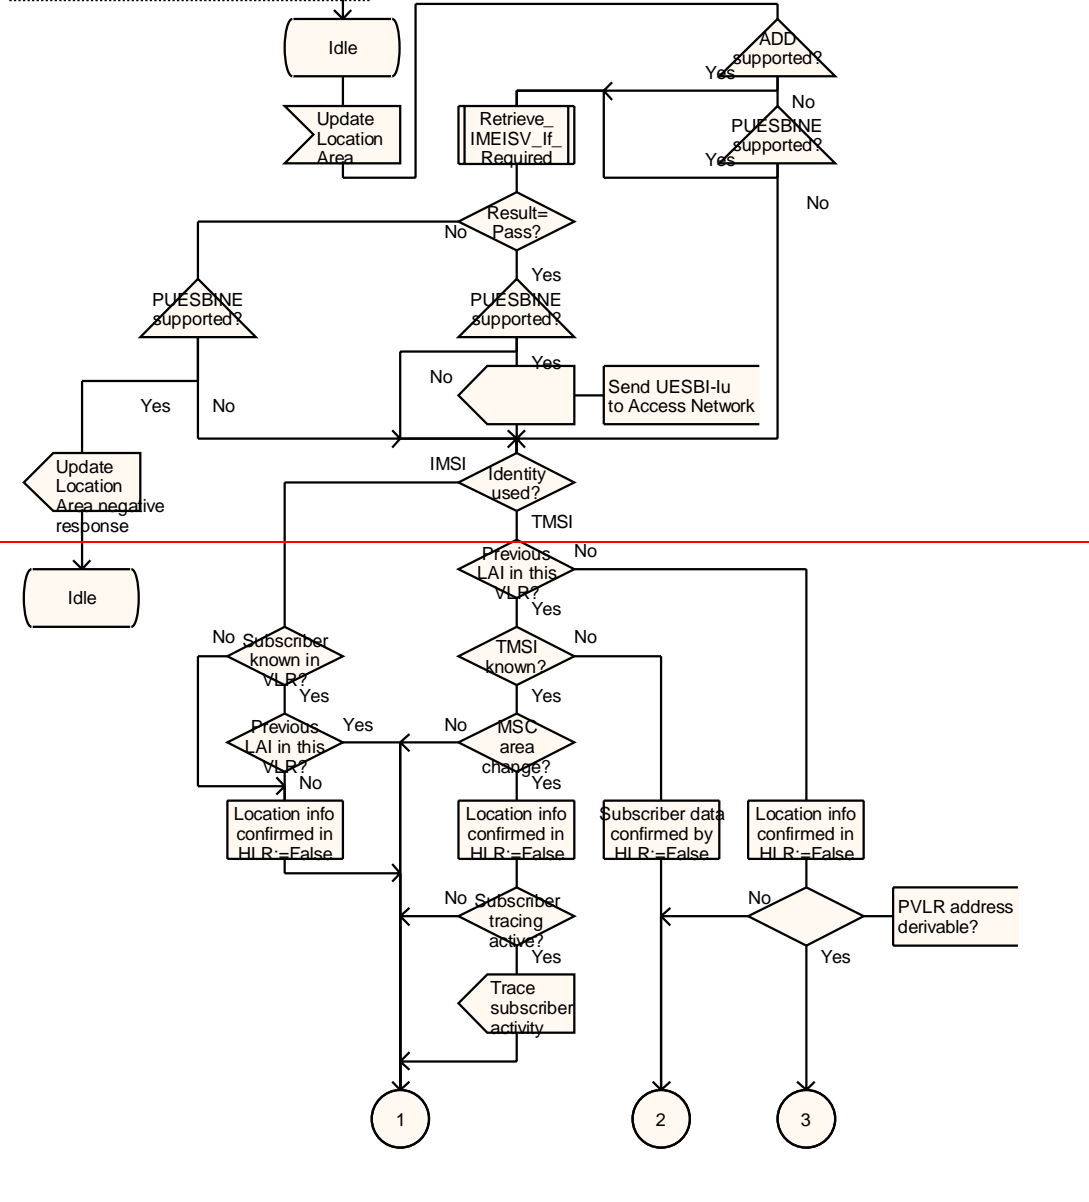 Idle
ADD
supported?
Yes
No
Update
Location
Area
Retrieve_
IMEISV_If_
Required
PUESBINE
supported?
Yes
No
Result=
Pass?
No
Yes
PUESBINE
supported?
PUESBINE
supported?
Yes
No
Send UESBI-Iu
to Access Network
Yes
No
IMSI
Identity
used?
Update
Location
Area negative
response
TMSI
Previous
LAI in this
VLR?
No
Yes
Idle
No
Subscriber
known in
VLR?
Yes
TMSI
known?
No
Yes
Previous
LAI in this
VLR?
Yes
No
No
MSC
area
change?
Yes
Location info
confirmed in
HLR:=False
Location info
confirmed in
HLR:=False
Subscriber data
confirmed by
HLR:=False
Location info
confirmed in
HLR:=False
No
Subscriber
tracing
active?
Yes
No
Yes
PVLR address
derivable?
Trace
subscriber
activity
1
2
3